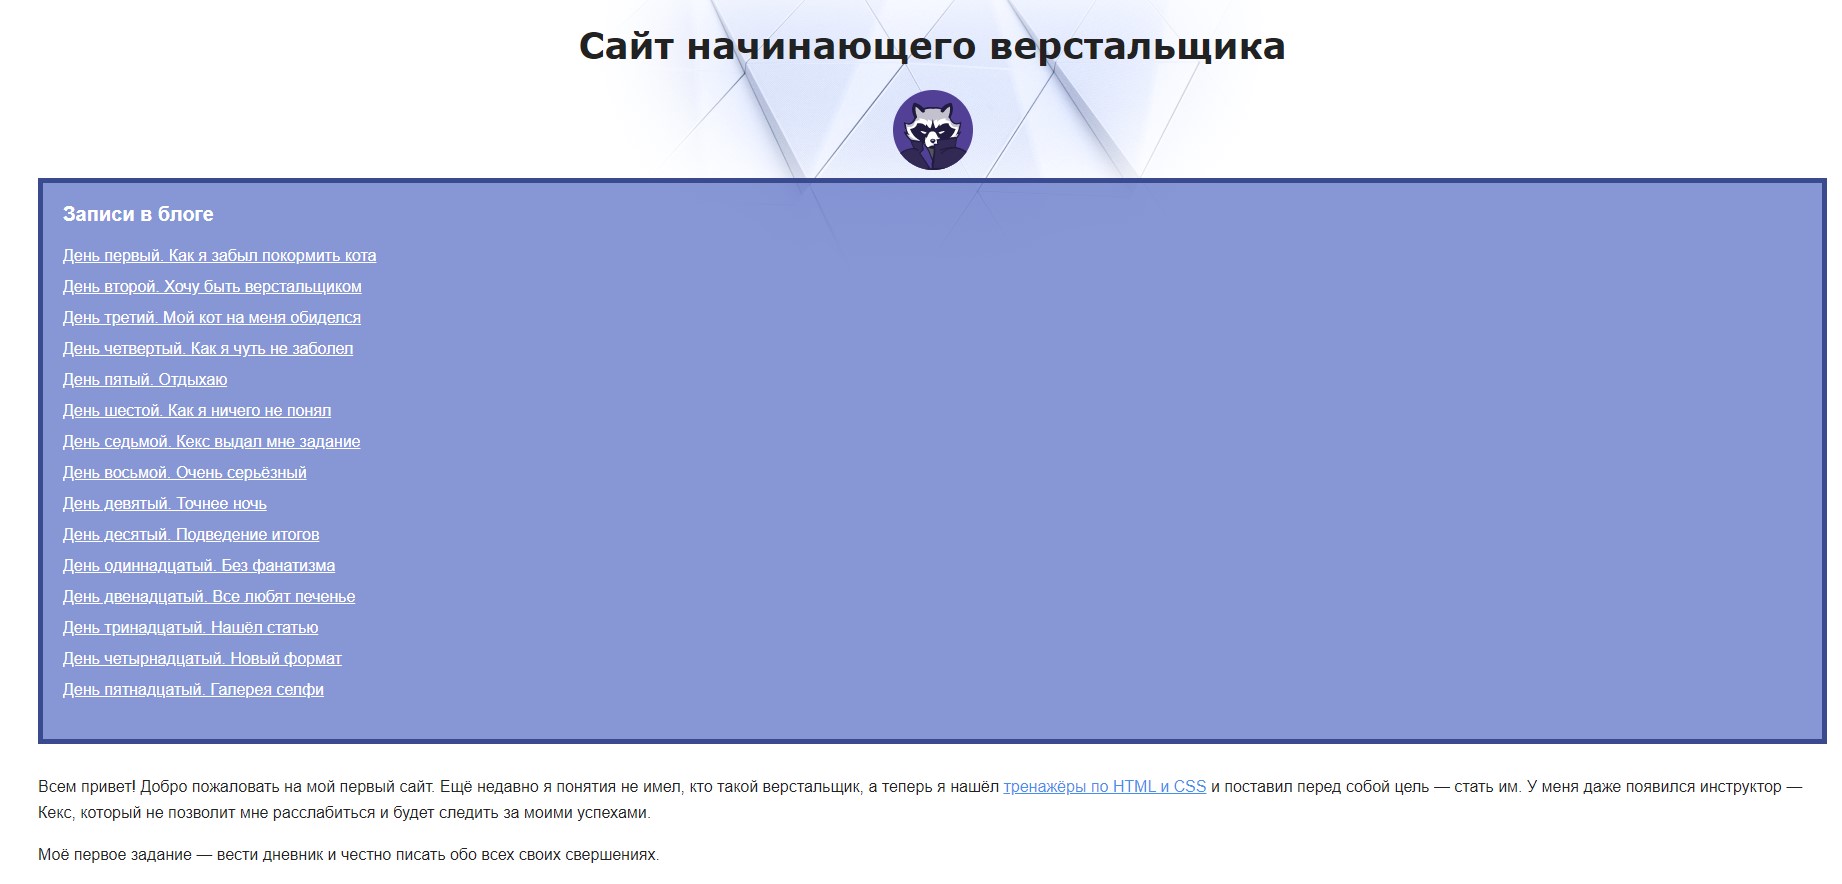 Сайт начинающего верстальщика
Записи в блоге
День первый. Как я забыл покормить кота
День второй. Хочу быть верстальщиком
День третий. Мой кот на меня обиделся
День четвертый. Как я чуть не заболел
День пятый. Отдыхаю
День шестой. Как я ничего не понял
День седьмой. Кекс выдал мне задание
День восьмой. Очень серьёзный
День девятый. Точнее ночь
День десятый. Подведение итогов
День одиннадцатый. Без фанатизма
День двенадцатый. Все любят печенье
День тринадцатый. Нашёл статью
День четырнадцатый. Новый формат
День пятнадцатый. Галерея селфи
Всем привет! Добро пожаловать на мой первый сайт. Ещё недавно я понятия не имел, кто такой верстальщик, а теперь я нашёл тренажёры по HTML и CSS и поставил перед собой цель — стать им. У меня даже появился инструктор —
Кекс, который не позволит мне расслабиться и будет следить за моими успехами.
Моё первое задание — вести дневник и честно писать обо всех своих свершениях.